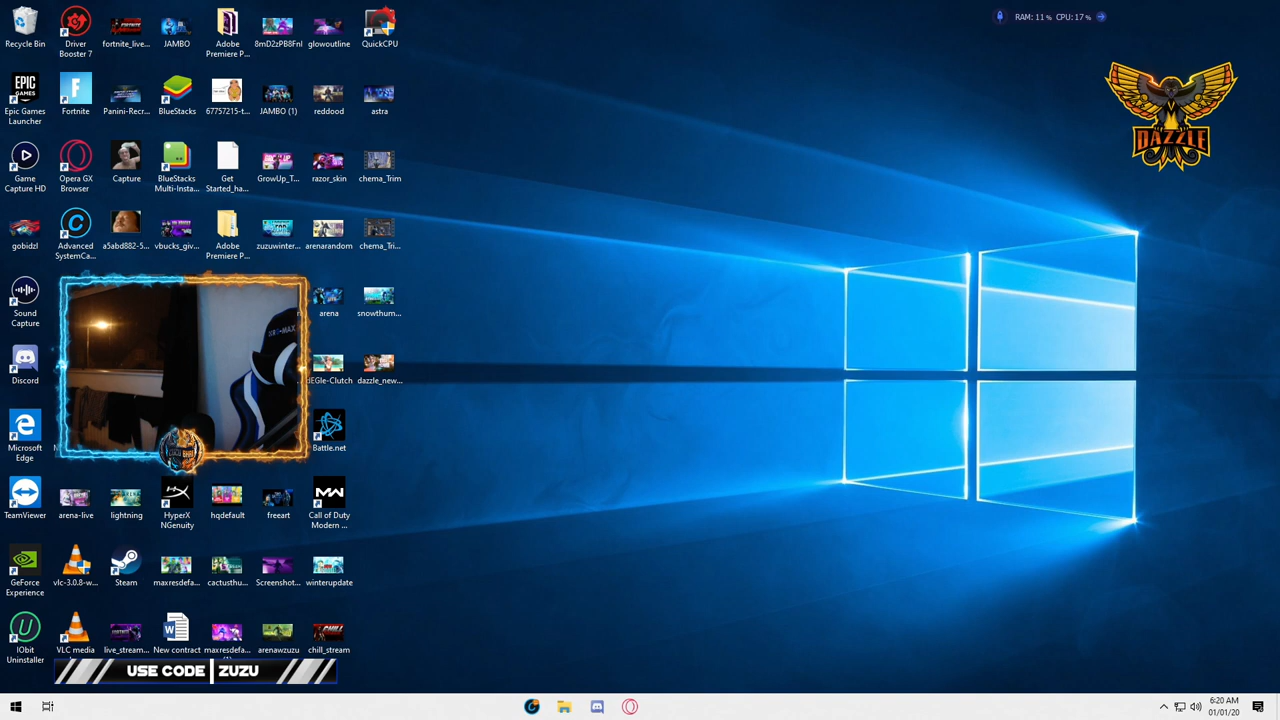 RAM: 11 % CPU: 17 %
DAZZLE
Recycle Bin
Driver
Booster 7
fortnite_live...
JAMBO
Adobe
Premiere P...
8mD2zPB8FnI
glowoutline
QuickCPU
EPIC
GAMES
Epic Games
Launcher
Fortnite
Panini-Recr...
BlueStacks
67757215-t...
JAMBO (1)
reddood
astra
Game
Capture HD
Opera GX
Browser
Capture
BlueStacks
Multi-Insta...
Get
Started_ha...
GrowUp_T...
razor_skin
chema_Trim
gobidzl
Advanced
SystemCa...
a5abd882-5...
vbucks_giv...
Adobe
Premiere P...
zuzuwinter...
arenarandom
chema_Tri...
Sound
Capture
arena
snowthum...
Discord
dEGIe-Clutch
dazzle_new...
Microsoft
Edge
Battle.net
TeamViewer
arena-live
lightning
HyperX
NGenuity
hqdefault
freeart
Call of Duty
Modern ...
GeForce
Experience
vlc-3.0.8-w...
Steam
maxresdefa...
cactusthu...
Screenshot...
winterupdate
IObit
Uninstaller
VLC media
live_stream...
New contract
maxresdefa...
(1)
arenawzuzu
chill_stream
USE CODE ZUZU
6:20 AM
01/01/20